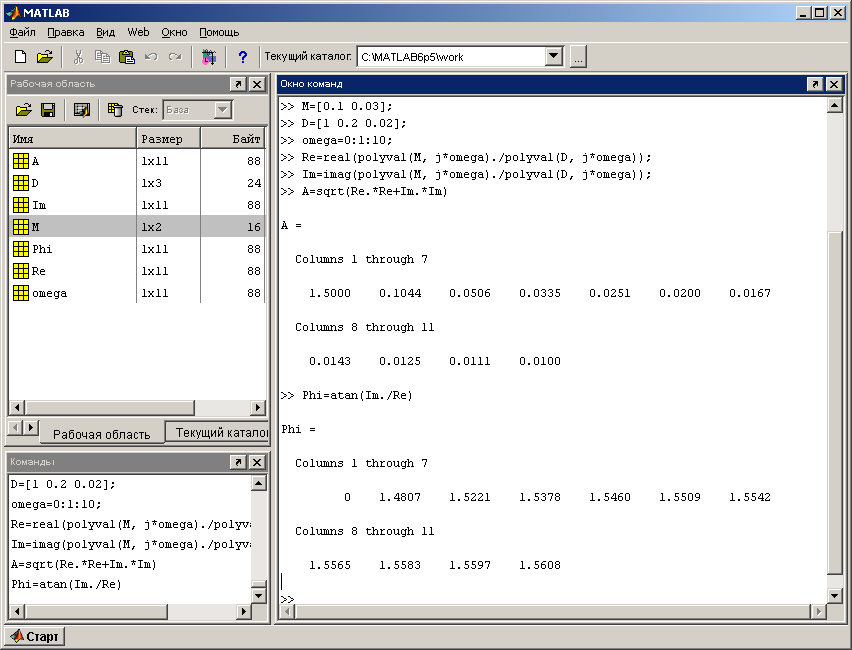 MATLAB
Файл Правка Вид Web Окно Помощь
Текущий каталог: C:\MATLAB6p5\work ...
Рабочая область
Стек: База
Имя Размер Байт
A 1x11 88
D 1x3 24
Im 1x11 88
M 1x2 16
Phi 1x11 88
Re 1x11 88
omega 1x11 88
Рабочая область Текущий катало
Команды
D=[1 0.2 0.02];
omega=0:1:10;
Re=real(polyval(M, j*omega)./polyva
Im=imag(polyval(M, j*omega)./polyva
A=sqrt(Re.*Re+Im.*Im)
Phi=atan(Im./Re)
Окно команд
>> M=[0.1 0.03];
>> D=[1 0.2 0.02];
>> omega=0:1:10;
>> Re=real(polyval(M, j*omega)./polyval(D, j*omega));
>> Im=imag(polyval(M, j*omega)./polyval(D, j*omega));
>> A=sqrt(Re.*Re+Im.*Im)
A =
Columns 1 through 7
1.5000 0.1044 0.0506 0.0335 0.0251 0.0200 0.0167
Columns 8 through 11
0.0143 0.0125 0.0111 0.0100
>> Phi=atan(Im./Re)
Phi =
Columns 1 through 7
0 1.4807 1.5221 1.5378 1.5460 1.5509 1.5542
Columns 8 through 11
1.5565 1.5583 1.5597 1.5608
>>
Старт